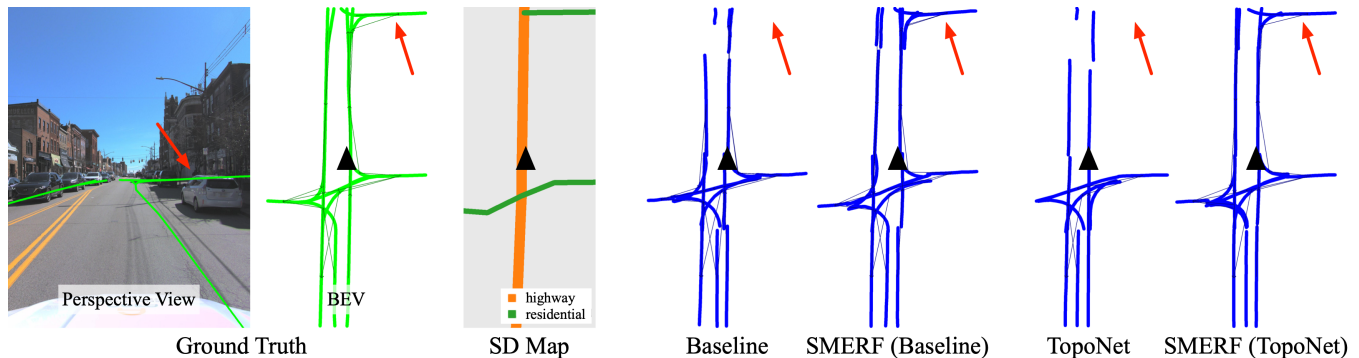 Perspective View
BEV
highway
residential
Ground Truth
SD Map
Baseline
SMERF (Baseline)
TopoNet
SMERF (TopoNet)